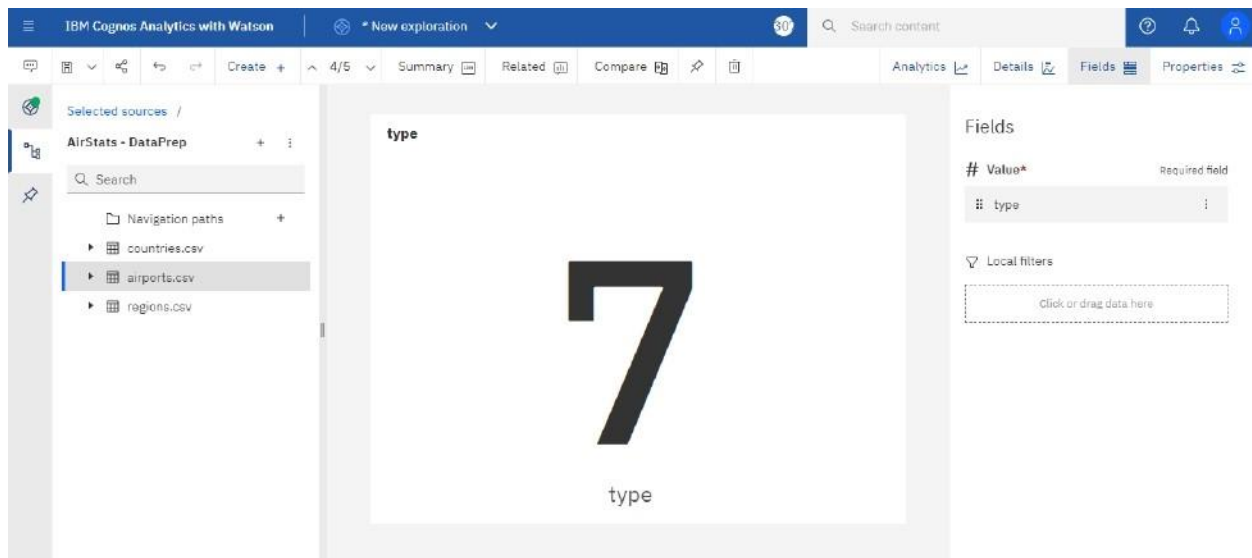 IBM Cognos Analytics with Watson
* New exploration
30
Search content
Create +
4/5
Summary
Related
Compare
Analytics
Details
Fields
Properties
Selected sources /
AirStats - DataPrep
Search
Navigation paths
countries.csv
airports.csv
regions.csv
type
7
type
Fields
# Value*
Required field
type
Local filters
Click or drag data here